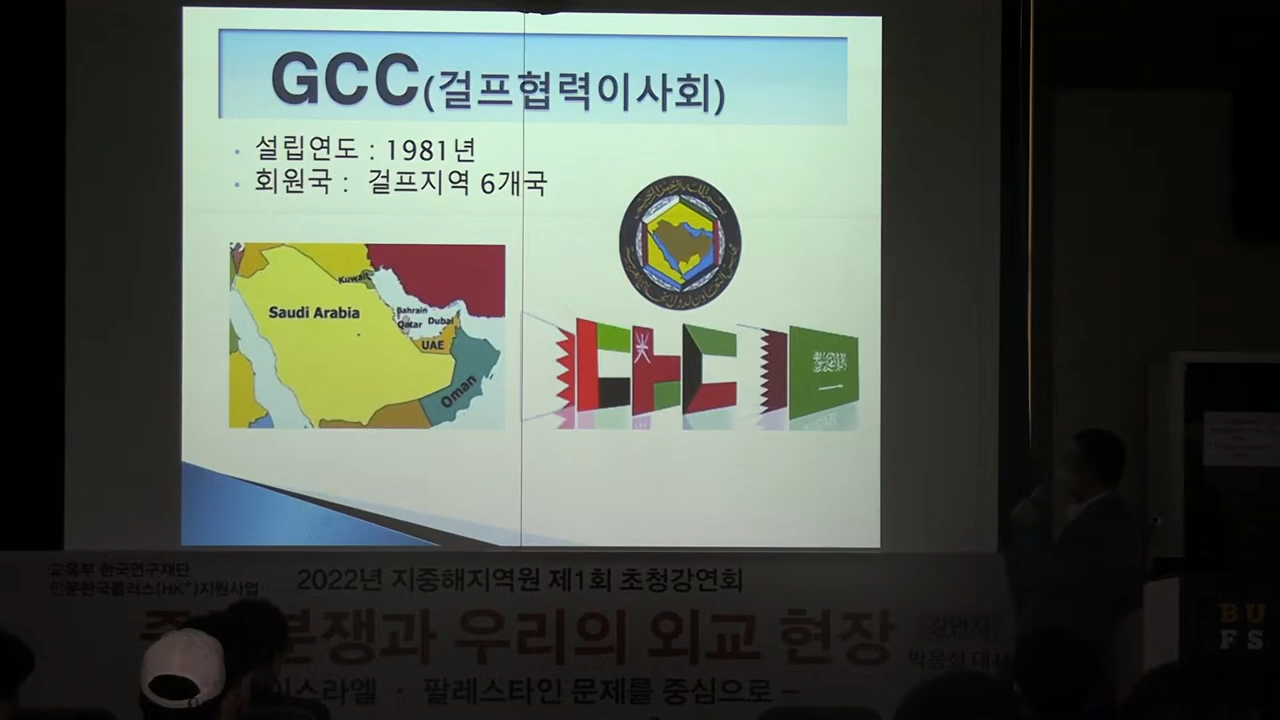 GCC(걸프협력이사회)
• 설립연도 : 1981년
• 회원국 : 걸프지역 6개국
Kuwait
Saudi Arabia
Bahrain
Qatar
Dubai
UAE
Oman
교육부 한국연구재단
인문한국플러스(HK⁺)지원사업
2022년 지중해지역원 제1회 초청강연회
분쟁과 우리의 외교 현장
팔레스타인 문제를 중심으로 –
BU
FS